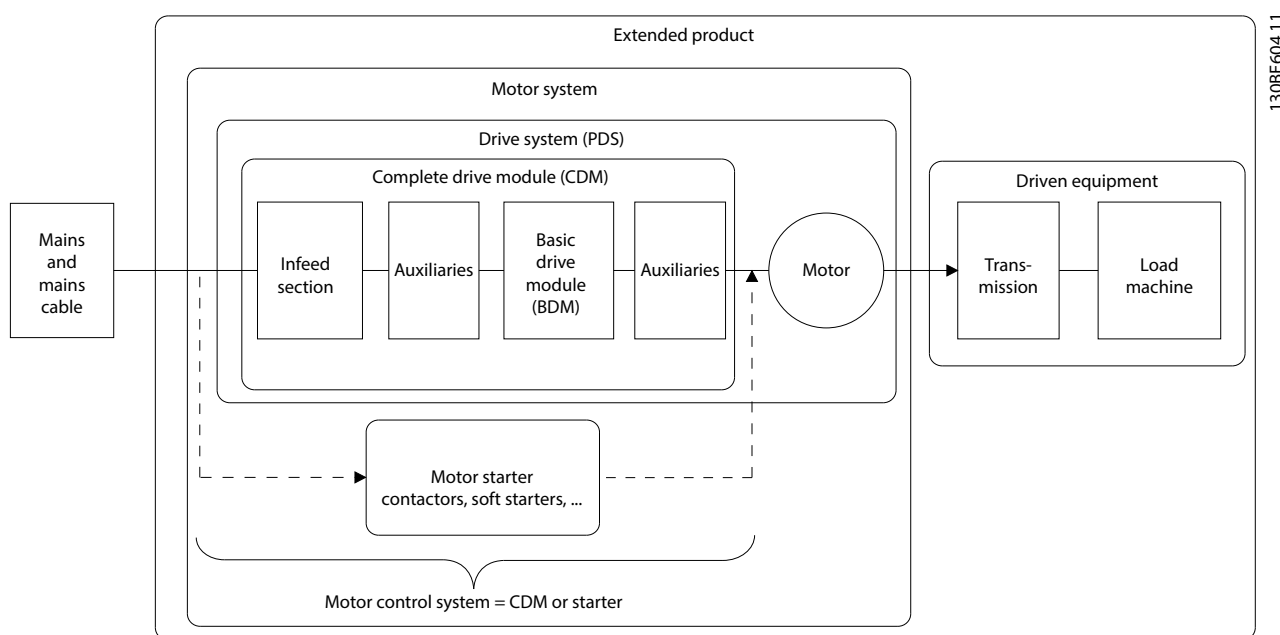 Extended product
130BE604.11
Motor system
Drive system (PDS)
Complete drive module (CDM)
Driven equipment
Mains
and
mains
cable
Infeed
section
Auxiliaries
Basic
drive
module
(BDM)
Auxiliaries
Motor
Trans-
mission
Load
machine
Motor starter
contactors, soft starters, ...
Motor control system = CDM or starter